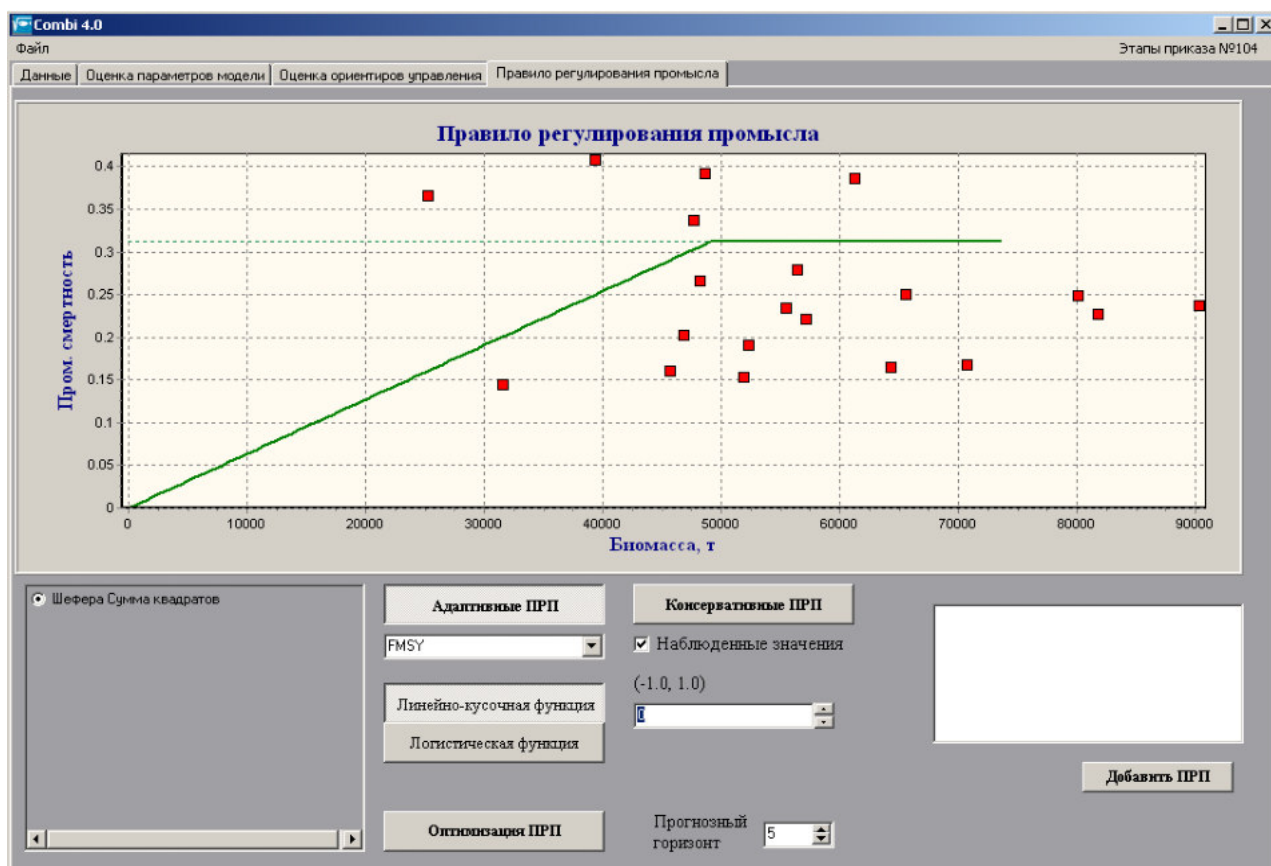 Combi 4.0
Файл
Этапы приказа №104
Данные
Оценка параметров модели
Оценка ориентиров управления
Правило регулирования промысла
Правило регулирования промысла
Пром. смертность
0.4
0.35
0.3
0.25
0.2
0.15
0.1
0.05
0
0 10000 20000 30000 40000 50000 60000 70000 80000 90000
Биомасса, т
Шефера Сумма квадратов
Адаптивные ПРП
FMSY
Линейно-кусочная функция
Логистическая функция
Оптимизация ПРП
Консервативные ПРП
Наблюденные значения
(-1.0, 1.0)
0
Прогнозный
горизонт
5
Добавить ПРП